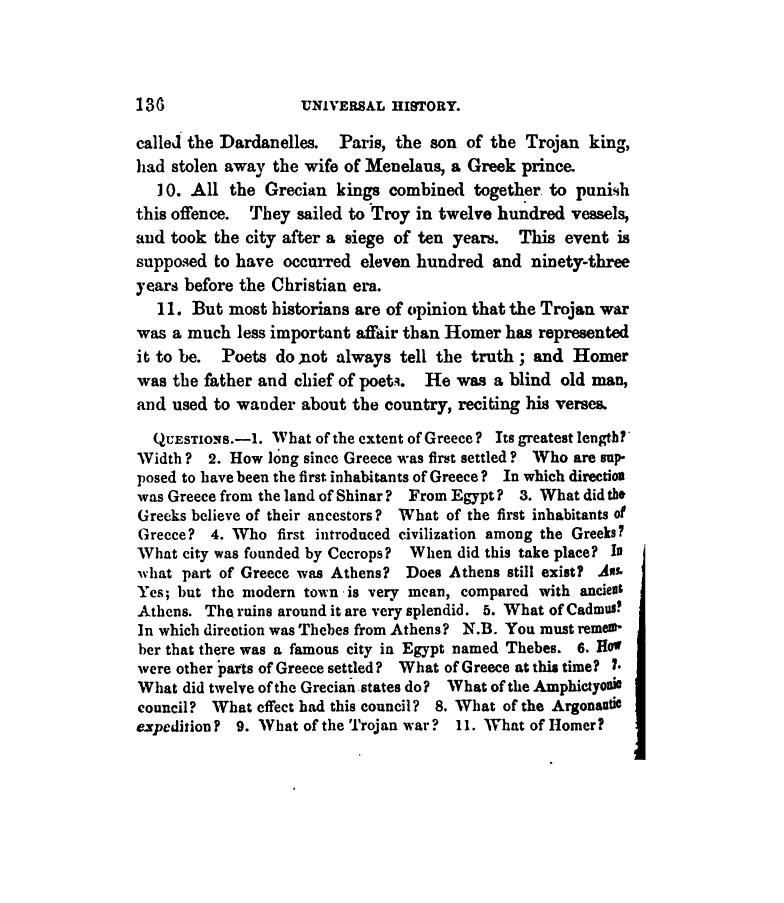 136 UNIVERSAL HISTORY.
called the Dardanelles. Paris, the son of the Trojan king,
had stolen away the wife of Menelaus, a Greek prince.
10. All the Grecian kings combined together to punish
this offence. They sailed to Troy in twelve hundred vessels,
and took the city after a siege of ten years. This event is
supposed to have occurred eleven hundred and ninety-three
years before the Christian era.
11. But most historians are of opinion that the Trojan war
was a much less important affair than Homer has represented
it to be. Poets do not always tell the truth; and Homer
was the father and chief of poets. He was a blind old man,
and used to wander about the country, reciting his verses.
QUESTIONS.—1. What of the extent of Greece? Its greatest length?
Width? 2. How long since Greece was first settled? Who are sup-
posed to have been the first inhabitants of Greece? In which direction
was Greece from the land of Shinar? From Egypt? 3. What did the
Greeks believe of their ancestors? What of the first inhabitants of
Greece? 4. Who first introduced civilization among the Greeks?
What city was founded by Cecrops? When did this take place? In
what part of Greece was Athens? Does Athens still exist? Ans.
Yes; but the modern town is very mean, compared with ancient
Athens. The ruins around it are very splendid. 5. What of Cadmus?
In which direction was Thebes from Athens? N.B. You must remem-
ber that there was a famous city in Egypt named Thebes. 6. How
were other parts of Greece settled? What of Greece at this time? 7.
What did twelve of the Grecian states do? What of the Amphictyonic
council? What effect had this council? 8. What of the Argonautic
expedition? 9. What of the Trojan war? 11. What of Homer?